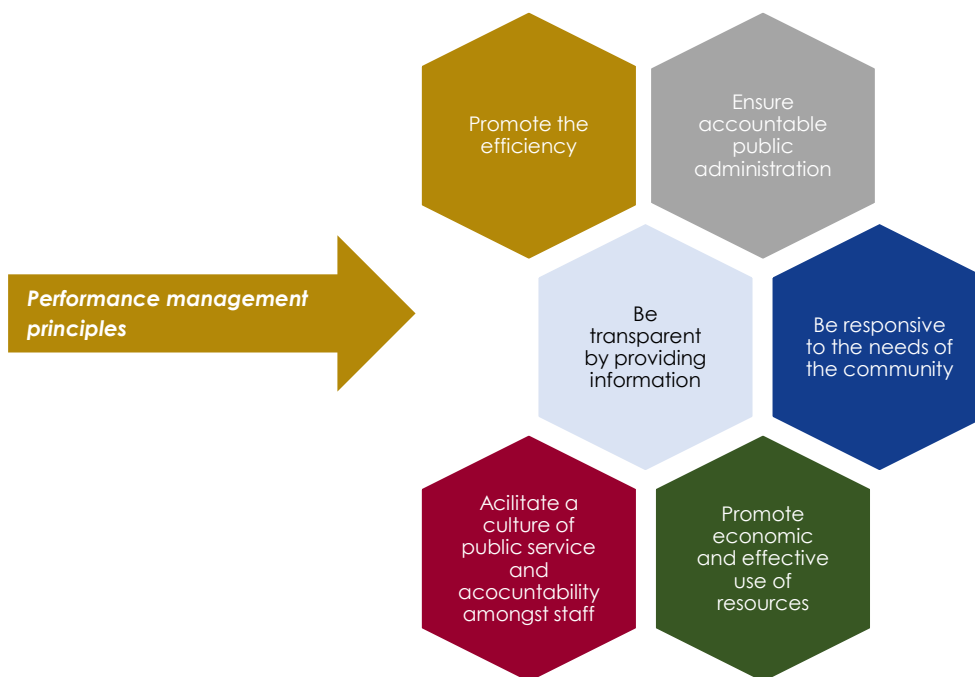 Promote the
efficiency
Ensure
accountable
public
administration
Performance management
principles
Be
transparent
by providing
information
Be responsive
to the needs of
the community
Acilitate a
culture of
public service
and
acocuntability
amongst staff
Promote
economic
and effective
use of
resources